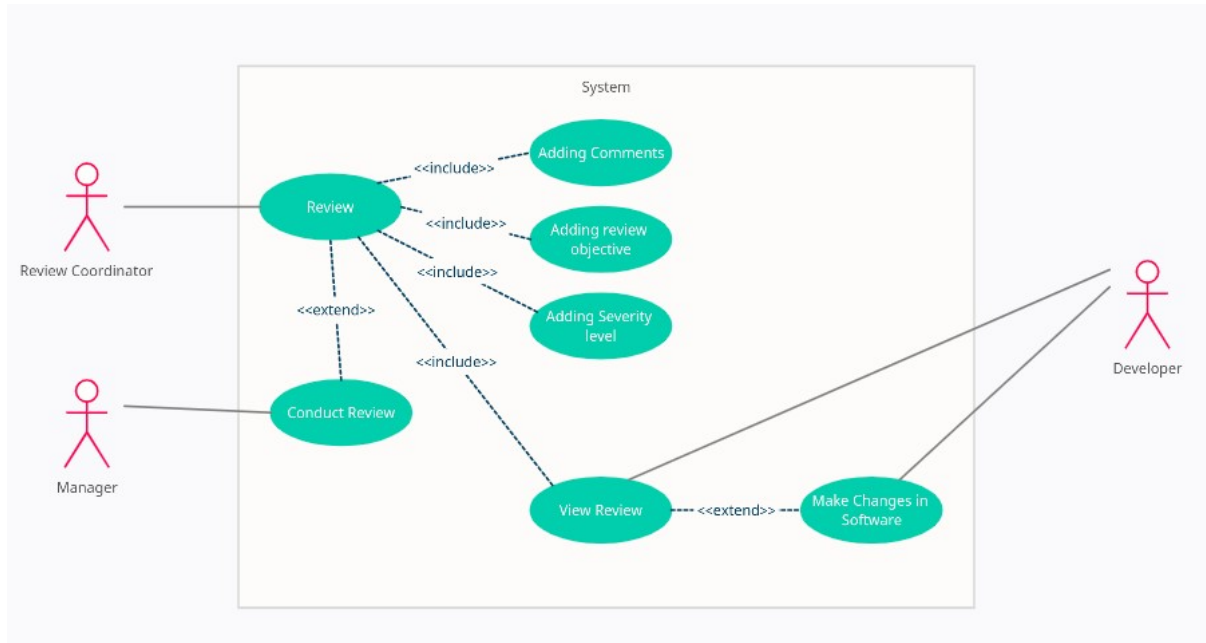 System
Adding Comments
<<include>>
Review
<<include>>
Adding review
objective
Review Coordinator
<<include>>
<<extend>>
Adding Severity
level
<<include>>
Developer
Conduct Review
Manager
View Review
<<extend>>
Make Changes in
Software